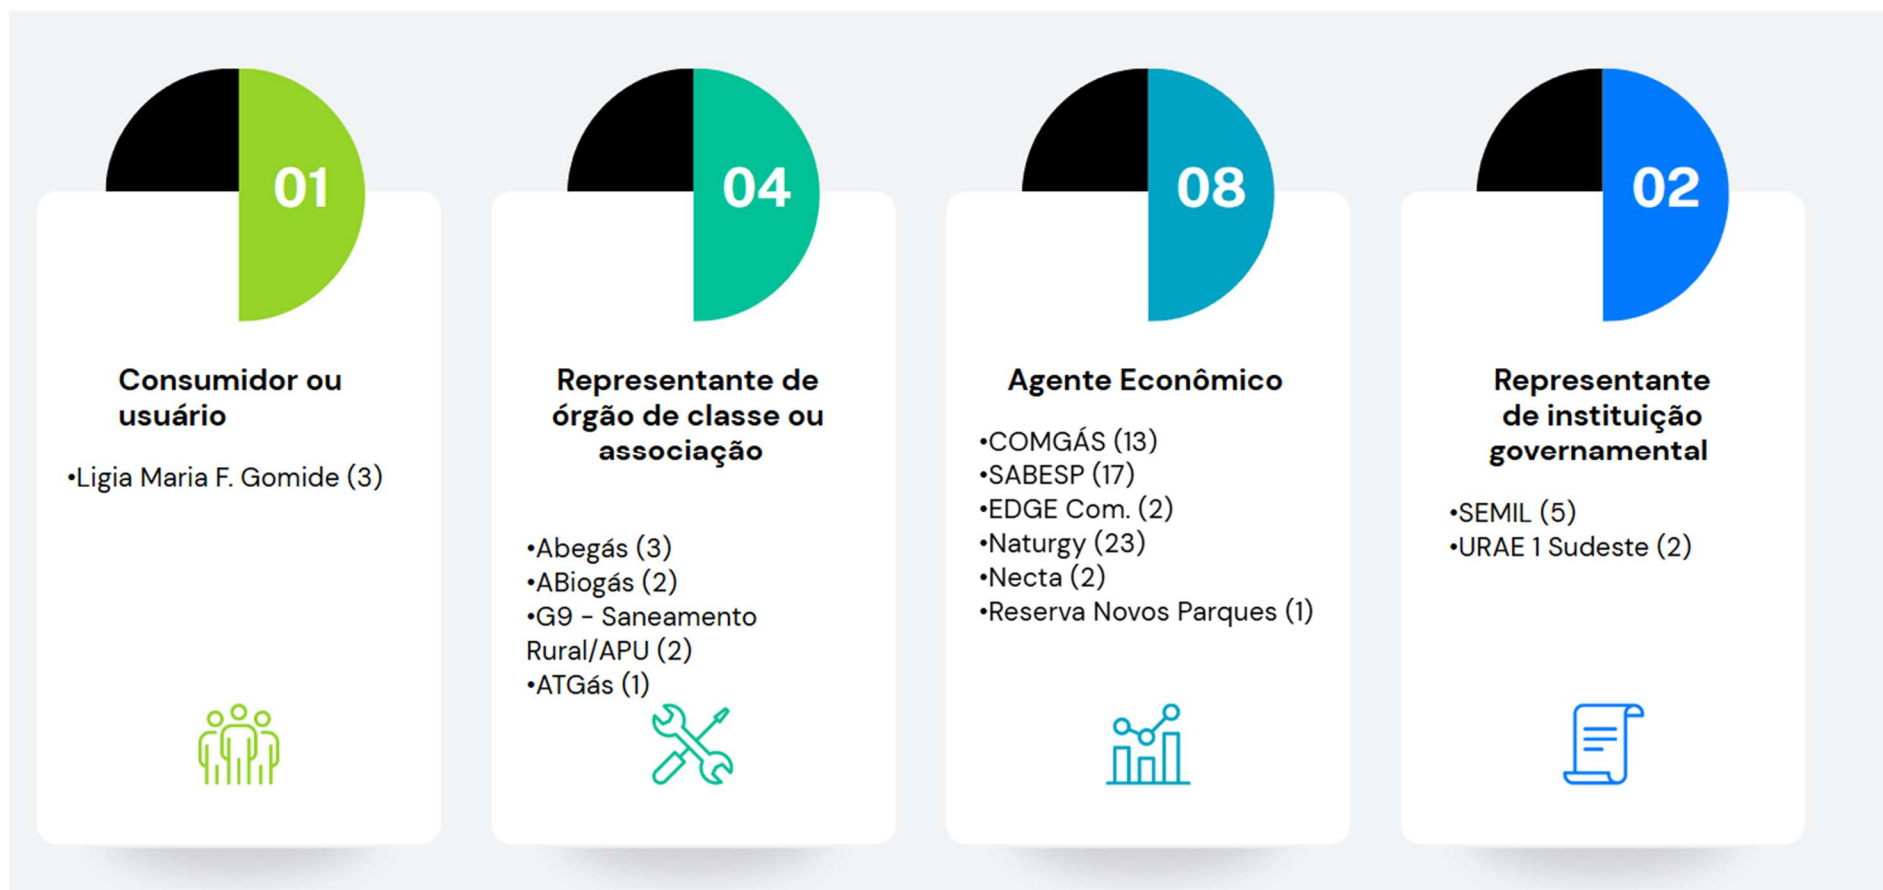 01
Consumidor ou
usuário
•Ligia Maria F. Gomide (3)
04
Representante de
órgão de classe ou
associação
•Abegás (3)
•ABiogás (2)
•G9 - Saneamento
Rural/APU (2)
•ATGás (1)
08
Agente Econômico
•COMGÁS (13)
•SABESP (17)
•EDGE Com. (2)
•Naturgy (23)
•Necta (2)
•Reserva Novos Parques (1)
02
Representante
de instituição
governamental
•SEMIL (5)
•URAE 1 Sudeste (2)